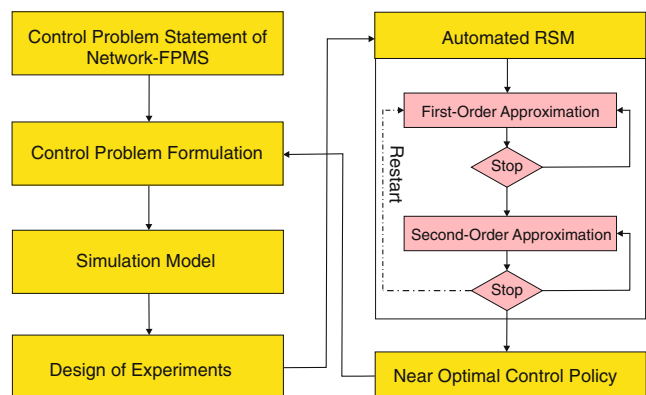 Control Problem Statement of
Network-FPMS
Control Problem Formulation
Simulation Model
Design of Experiments
Automated RSM
First-Order Approximation
Stop
Restart
Second-Order Approximation
Stop
Near Optimal Control Policy